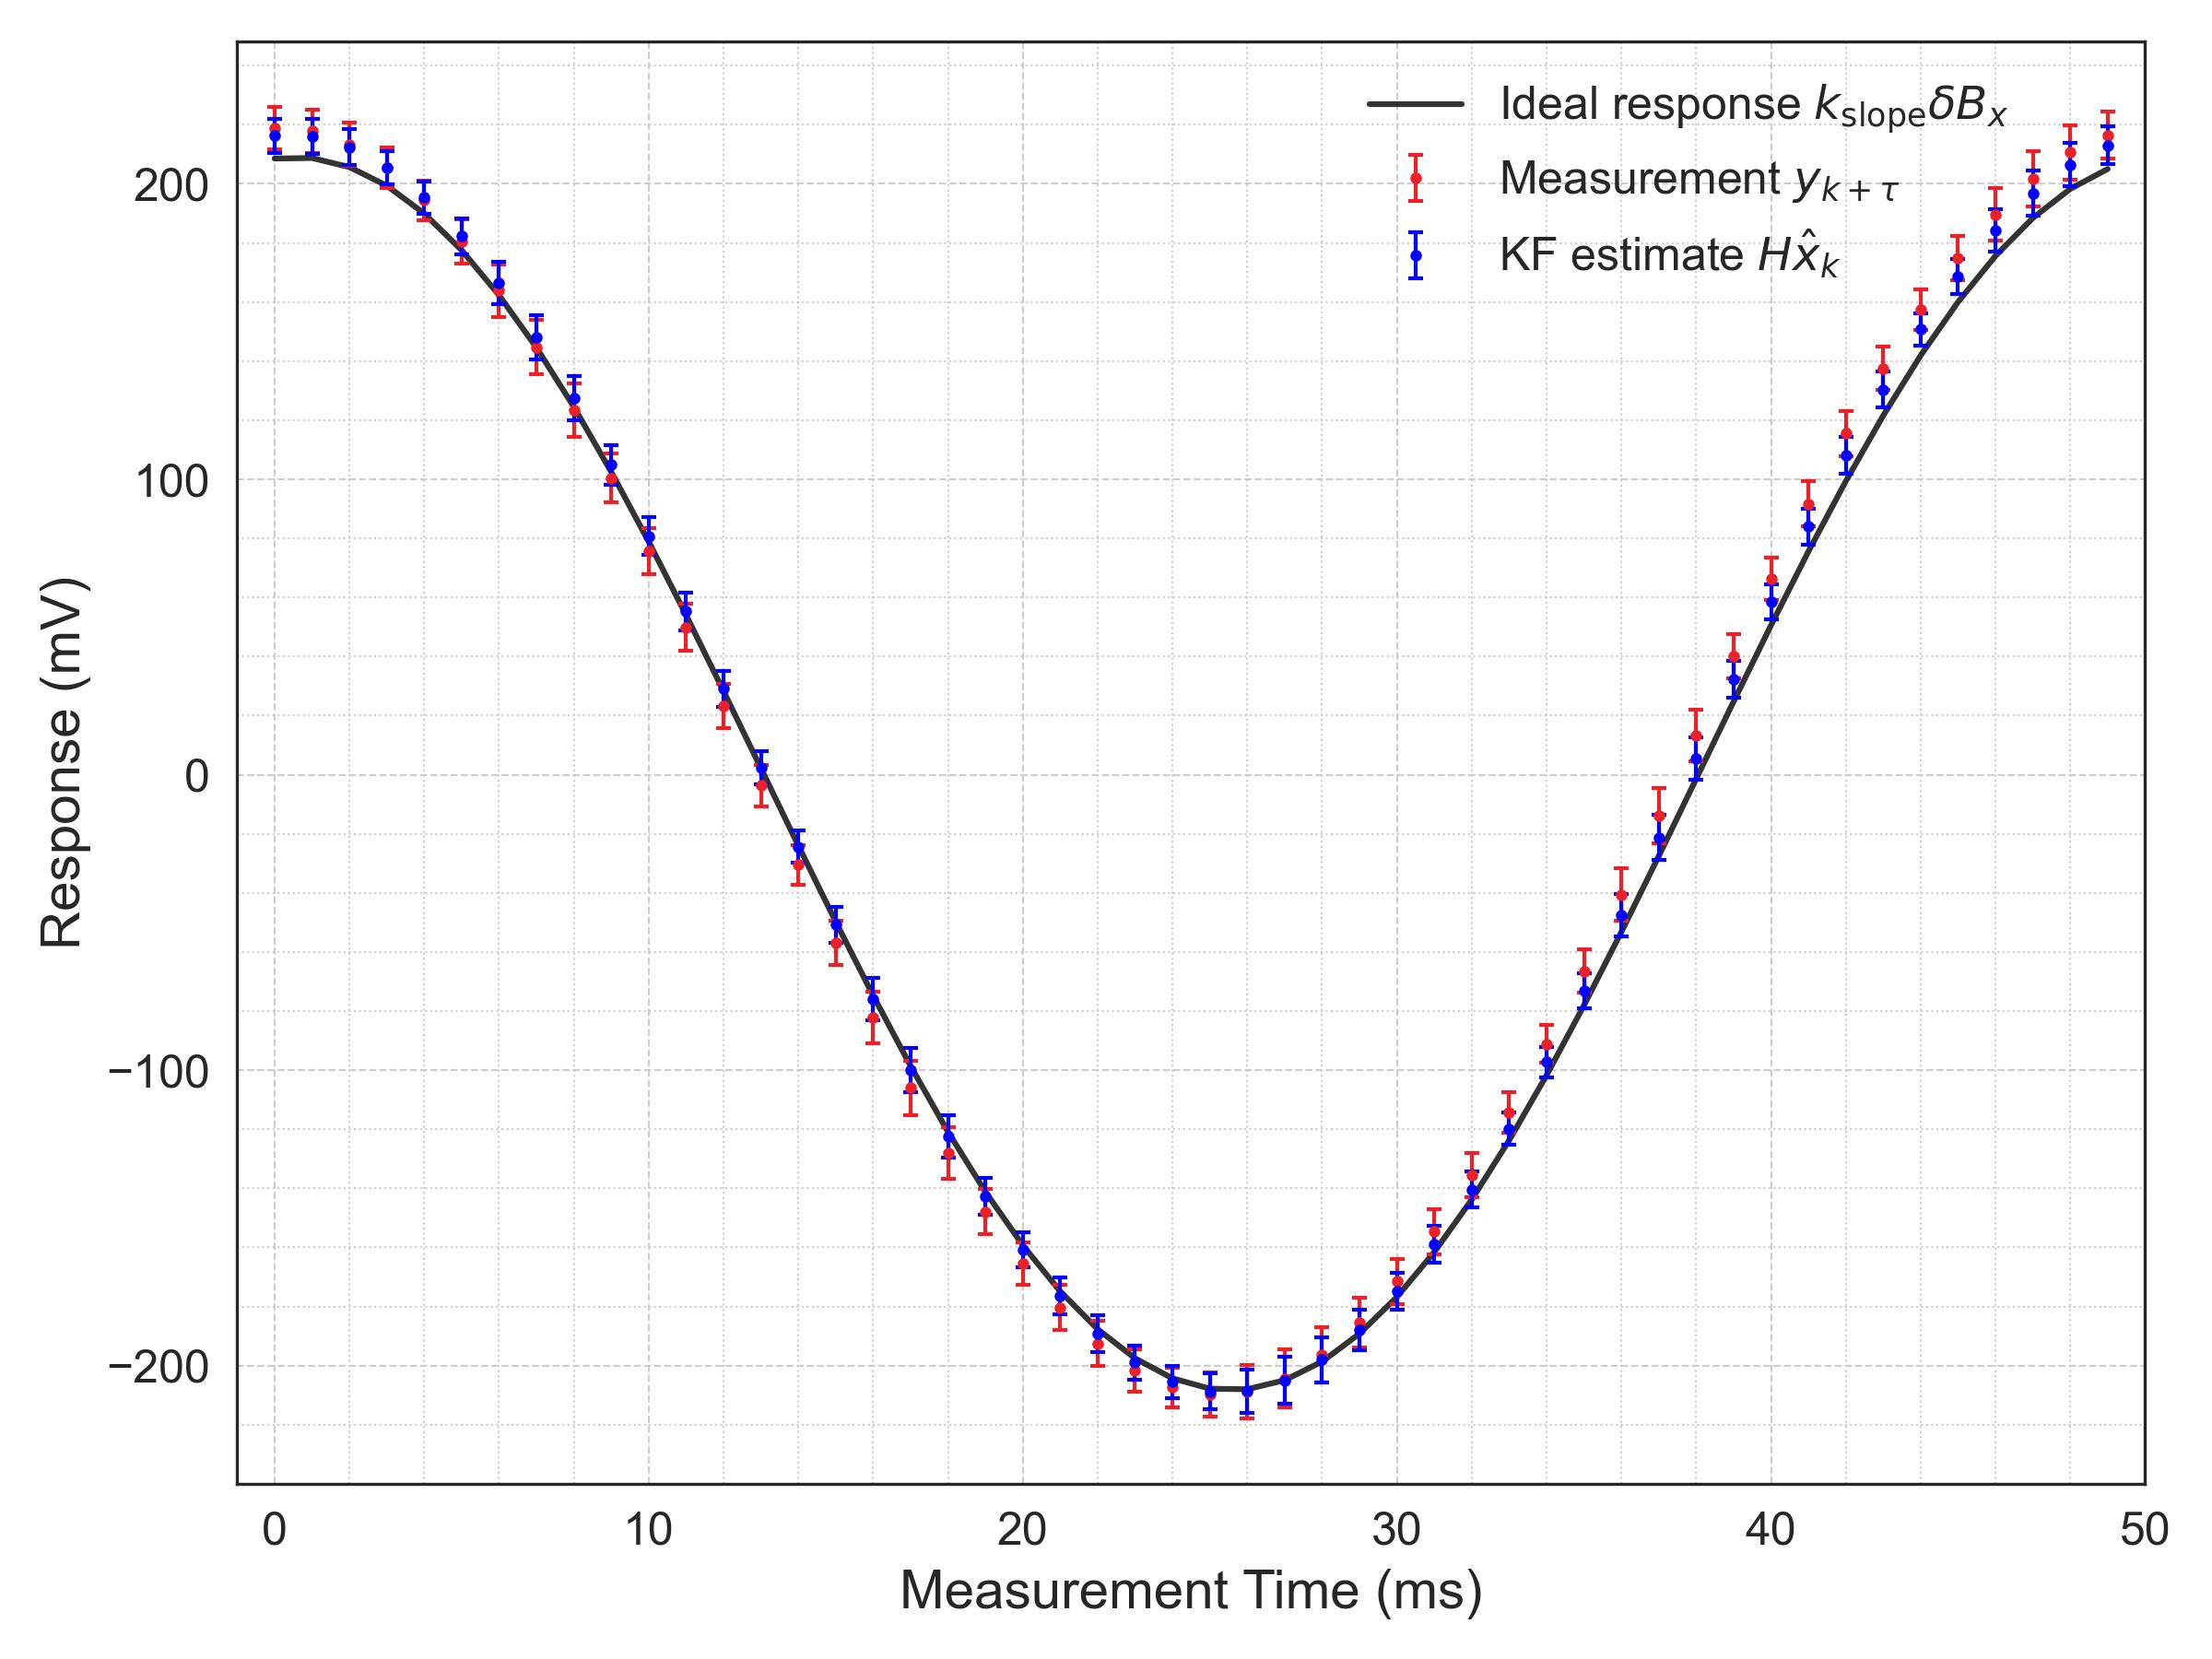 Ideal response $k_{\mathrm{slope}}\delta B_x$
Measurement $y_{k+\tau}$
KF estimate $H\hat{x}_k$
200
100
0
−100
−200
Response (mV)
0 10 20 30 40 50
Measurement Time (ms)